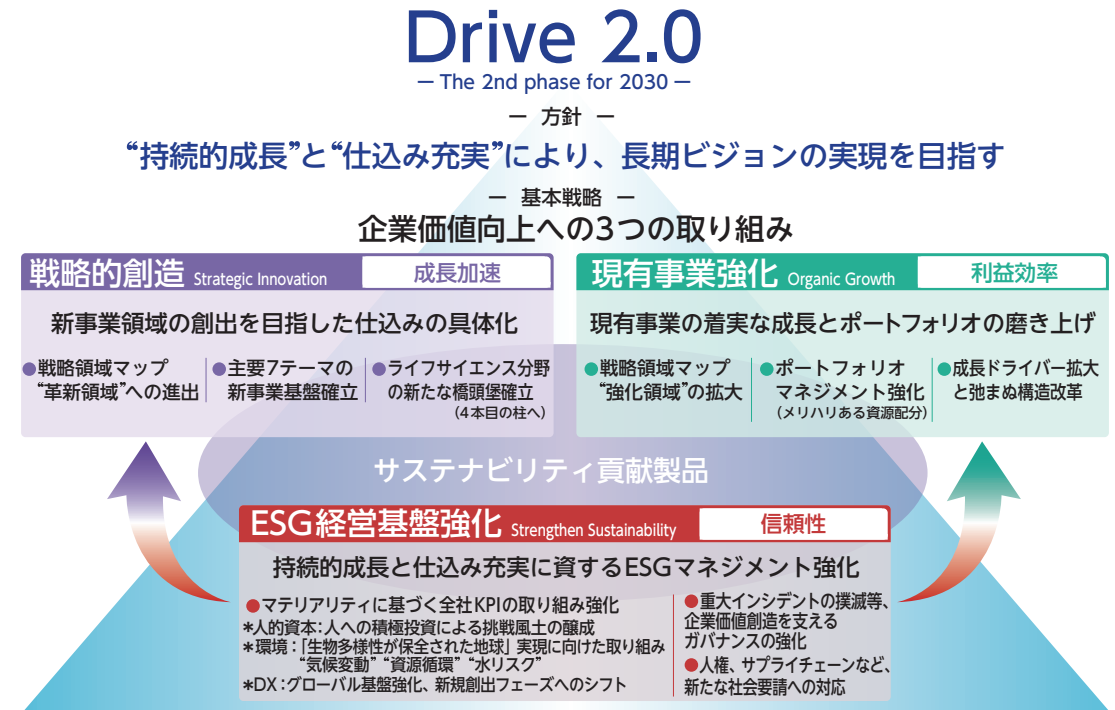 Drive 2.0
― The 2nd phase for 2030 ―
― 方針 ―
“持続的成長”と“仕込み充実”により、長期ビジョンの実現を目指す
― 基本戦略 ―
企業価値向上への3つの取り組み
戦略的創造 Strategic Innovation 成長加速
新事業領域の創出を目指した仕込みの具体化
●戦略領域マップ
“革新領域”への進出
●主要7テーマの
新事業基盤確立
●ライフサイエンス分野
の新たな橋頭堡確立
(4本目の柱へ)
現有事業強化 Organic Growth 利益効率
現有事業の着実な成長とポートフォリオの磨き上げ
●戦略領域マップ
“強化領域”の拡大
●ポートフォリオ
マネジメント強化
(メリハリある資源配分)
●成長ドライバー拡大
と弛まぬ構造改革
サステナビリティ貢献製品
ESG経営基盤強化 Strengthen Sustainability 信頼性
持続的成長と仕込み充実に資するESGマネジメント強化
●マテリアリティに基づく全社KPIの取り組み強化
*人的資本:人への積極投資による挑戦風土の醸成
*環境:「生物多様性が保全された地球」実現に向けた取り組み
“気候変動”“資源循環”“水リスク”
*DX:グローバル基盤強化、新規創出フェーズへのシフト
●重大インシデントの撲滅等、
企業価値創造を支える
ガバナンスの強化
●人権、サプライチェーンなど、
新たな社会要請への対応